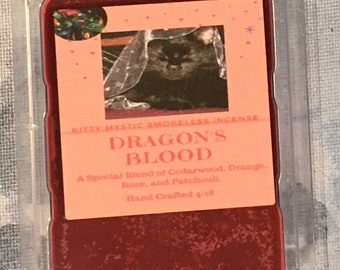 KITTY MYSTIC SMOKELESS INCENSE
DRAGON'S
BLOOD
A Special Blend of Cedarwood, Orange,
Rose, and Patchouli.
Hand Crafted 4/18